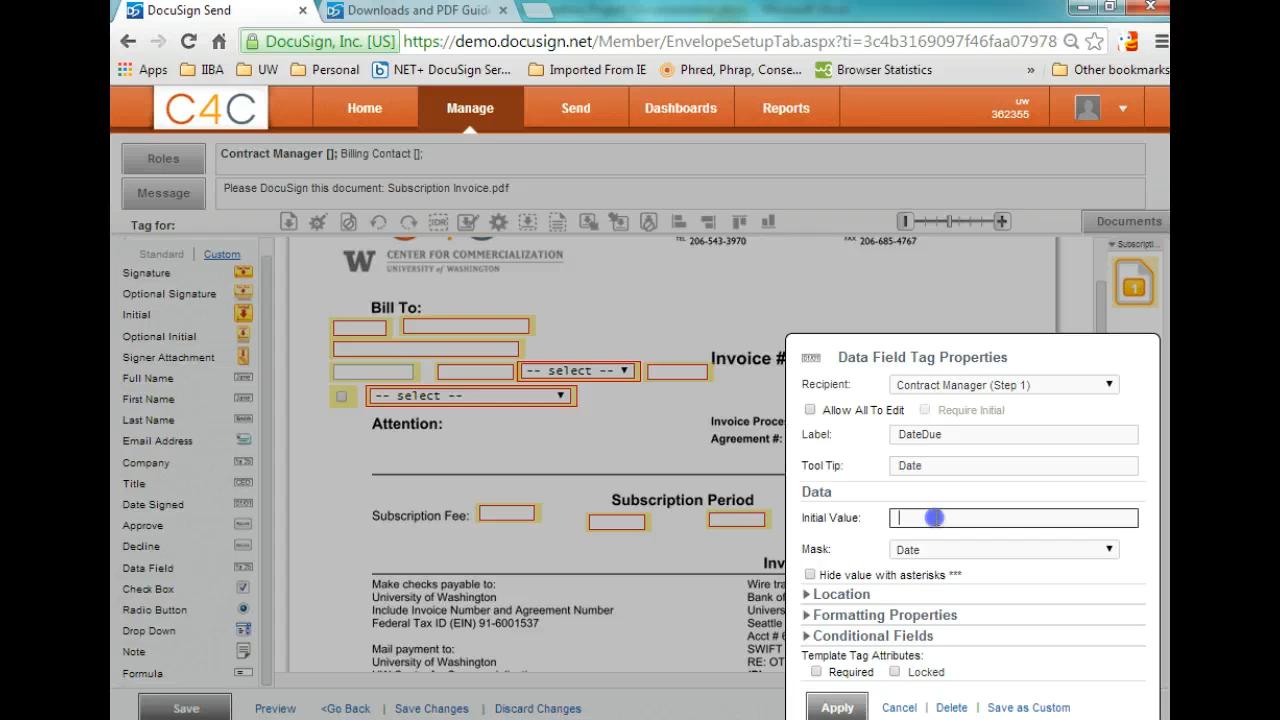 DocuSign Send
Downloads and PDF Guide
DocuSign, Inc. [US] https://demo.docusign.net/Member/EnvelopeSetupTab.aspx?ti=3c4b3169097f46faa07978
Apps IIBA UW Personal NET+ DocuSign Ser... Imported From IE Phred, Phrap, Conse... Browser Statistics » Other bookmarks
C4C Home Manage Send Dashboards Reports UW
362355
Roles Contract Manager []; Billing Contact [];
Message Please DocuSign this document: Subscription Invoice.pdf
Tag for: Documents
Standard | Custom
Signature
Optional Signature
Initial
Optional Initial
Signer Attachment
Full Name
First Name
Last Name
Email Address
Company
Title
Date Signed
Approve
Decline
Data Field
Check Box
Radio Button
Drop Down
Note
Formula
TEL 206-543-3970 FAX 206-685-4767
W CENTER FOR COMMERCIALIZATION
UNIVERSITY of WASHINGTON
Bill To:
-- select --
Invoice #
-- select --
Attention:
Invoice Proce
Agreement #:
Subscription Period
Subscription Fee:
Inv
Make checks payable to:
University of Washington
Include Invoice Number and Agreement Number
Federal Tax ID (EIN) 91-6001537
Mail payment to:
University of Washington
Wire tra
Bank of
Univers
Seattle
Acct # 6
SWIFT
RE: OT
Subscripti...
1
Data Field Tag Properties
Recipient: Contract Manager (Step 1)
Allow All To Edit Require Initial
Label: DateDue
Tool Tip: Date
Data
Initial Value:
Mask: Date
Hide value with asterisks ***
Location
Formatting Properties
Conditional Fields
Template Tag Attributes:
Required Locked
Apply Cancel | Delete | Save as Custom
Save Preview <Go Back | Save Changes | Discard Changes